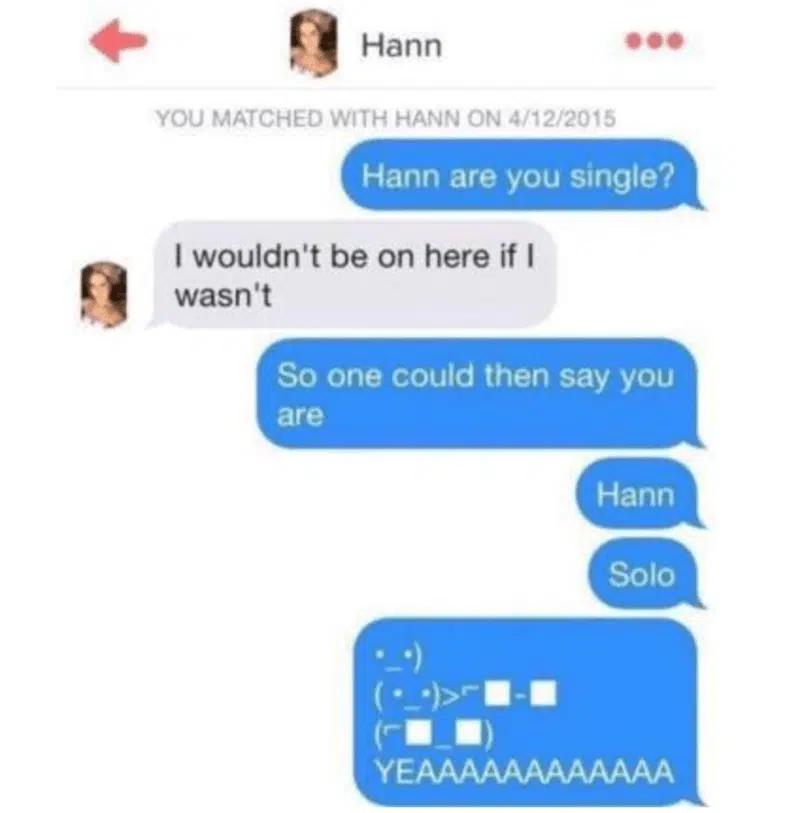 Hann
YOU MATCHED WITH HANN ON 4/12/2015
Hann are you single?
I wouldn't be on here if I
wasn't
So one could then say you
are
Hann
Solo
•_•)
( •_•)>⌐■-■
(⌐■_■)
YEAAAAAAAAAAAA